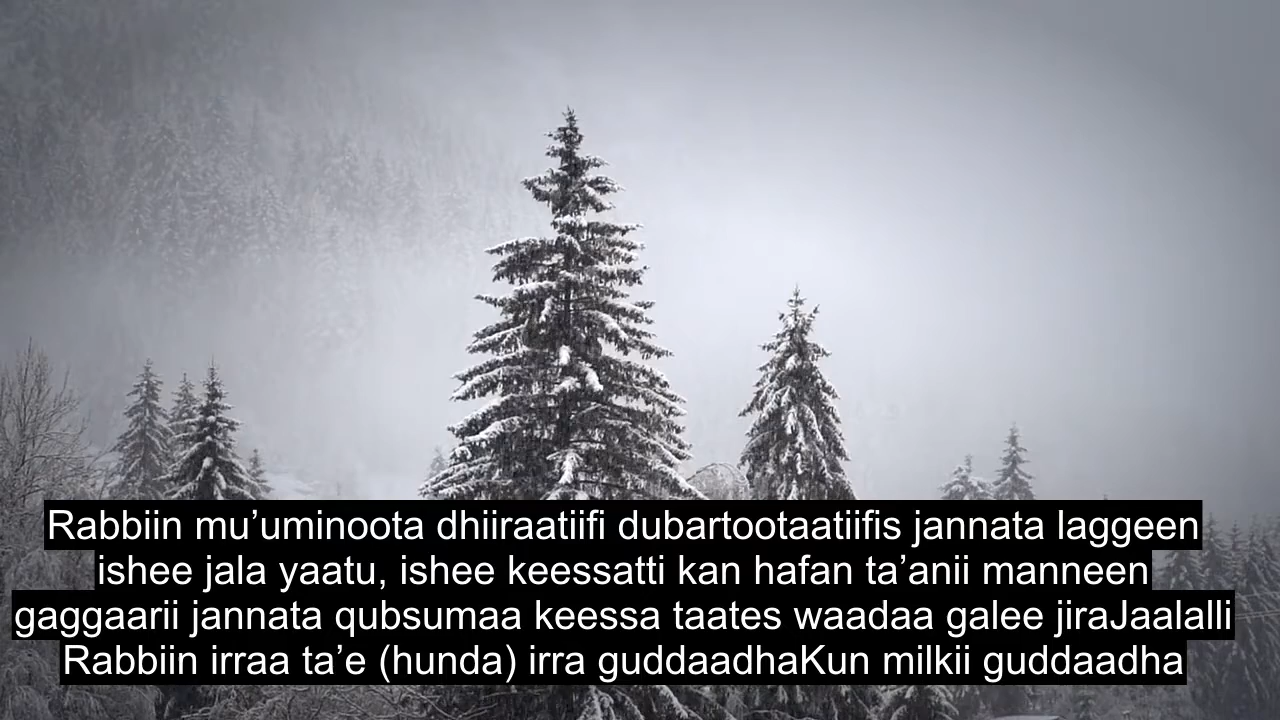 Rabbiin mu’uminoota dhiiraatiifi dubartootaatiifis jannata laggeen
ishee jala yaatu, ishee keessatti kan hafan ta’anii manneen
gaggaarii jannata qubsumaa keessa taates waadaa galee jiraJaalalli
Rabbiin irraa ta’e (hunda) irra guddaadhaKun milkii guddaadha